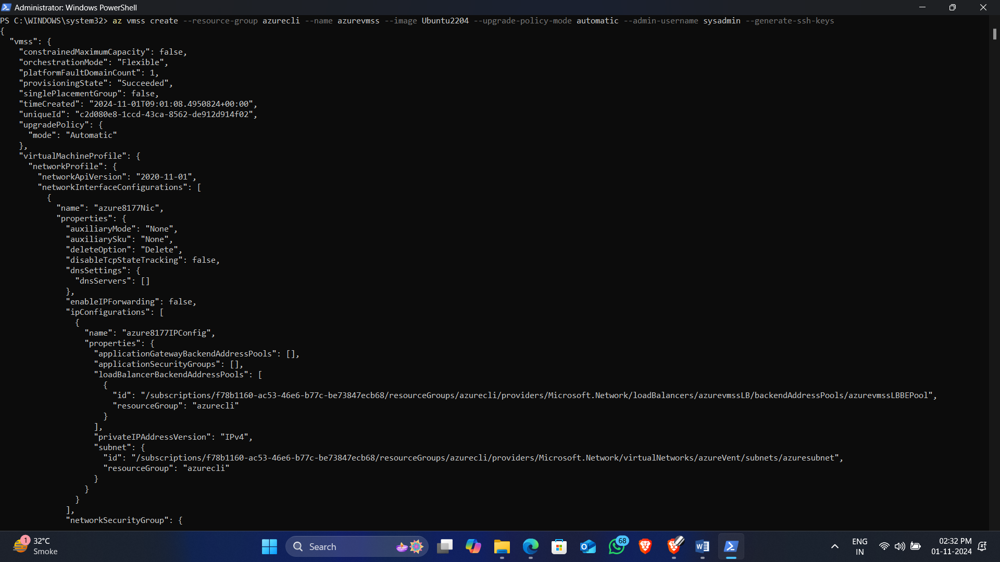 Administrator: Windows PowerShell
PS C:\WINDOWS\system32> az vmss create --resource-group azurecli --name azurevmss --image Ubuntu2204 --upgrade-policy-mode automatic --admin-username sysadmin --generate-ssh-keys
{
  "vmss": {
    "constrainedMaximumCapacity": false,
    "orchestrationMode": "Flexible",
    "platformFaultDomainCount": 1,
    "provisioningState": "Succeeded",
    "singlePlacementGroup": false,
    "timeCreated": "2024-11-01T09:01:08.4950824+00:00",
    "uniqueId": "c2d080e8-1ccd-43ca-8562-de912d914f02",
    "upgradePolicy": {
      "mode": "Automatic"
    },
    "virtualMachineProfile": {
      "networkProfile": {
        "networkApiVersion": "2020-11-01",
        "networkInterfaceConfigurations": [
          {
            "name": "azure8177Nic",
            "properties": {
              "auxiliaryMode": "None",
              "auxiliarySku": "None",
              "deleteOption": "Delete",
              "disableTcpStateTracking": false,
              "dnsSettings": {
                "dnsServers": []
              },
              "enableIPForwarding": false,
              "ipConfigurations": [
                {
                  "name": "azure8177IPConfig",
                  "properties": {
                    "applicationGatewayBackendAddressPools": [],
                    "applicationSecurityGroups": [],
                    "loadBalancerBackendAddressPools": [
                      {
                        "id": "/subscriptions/f78b1160-ac53-46e6-b77c-be73847ecb68/resourceGroups/azurecli/providers/Microsoft.Network/loadBalancers/azurevmssLB/backendAddressPools/azurevmssLBBEPool",
                        "resourceGroup": "azurecli"
                      }
                    ],
                    "privateIPAddressVersion": "IPv4",
                    "subnet": {
                      "id": "/subscriptions/f78b1160-ac53-46e6-b77c-be73847ecb68/resourceGroups/azurecli/providers/Microsoft.Network/virtualNetworks/azureVent/subnets/azuresubnet",
                      "resourceGroup": "azurecli"
                    }
                  }
                }
              ],
              "networkSecurityGroup": {
1
32°C
Smoke
Search
68
ENG
IN
02:32 PM
01-11-2024